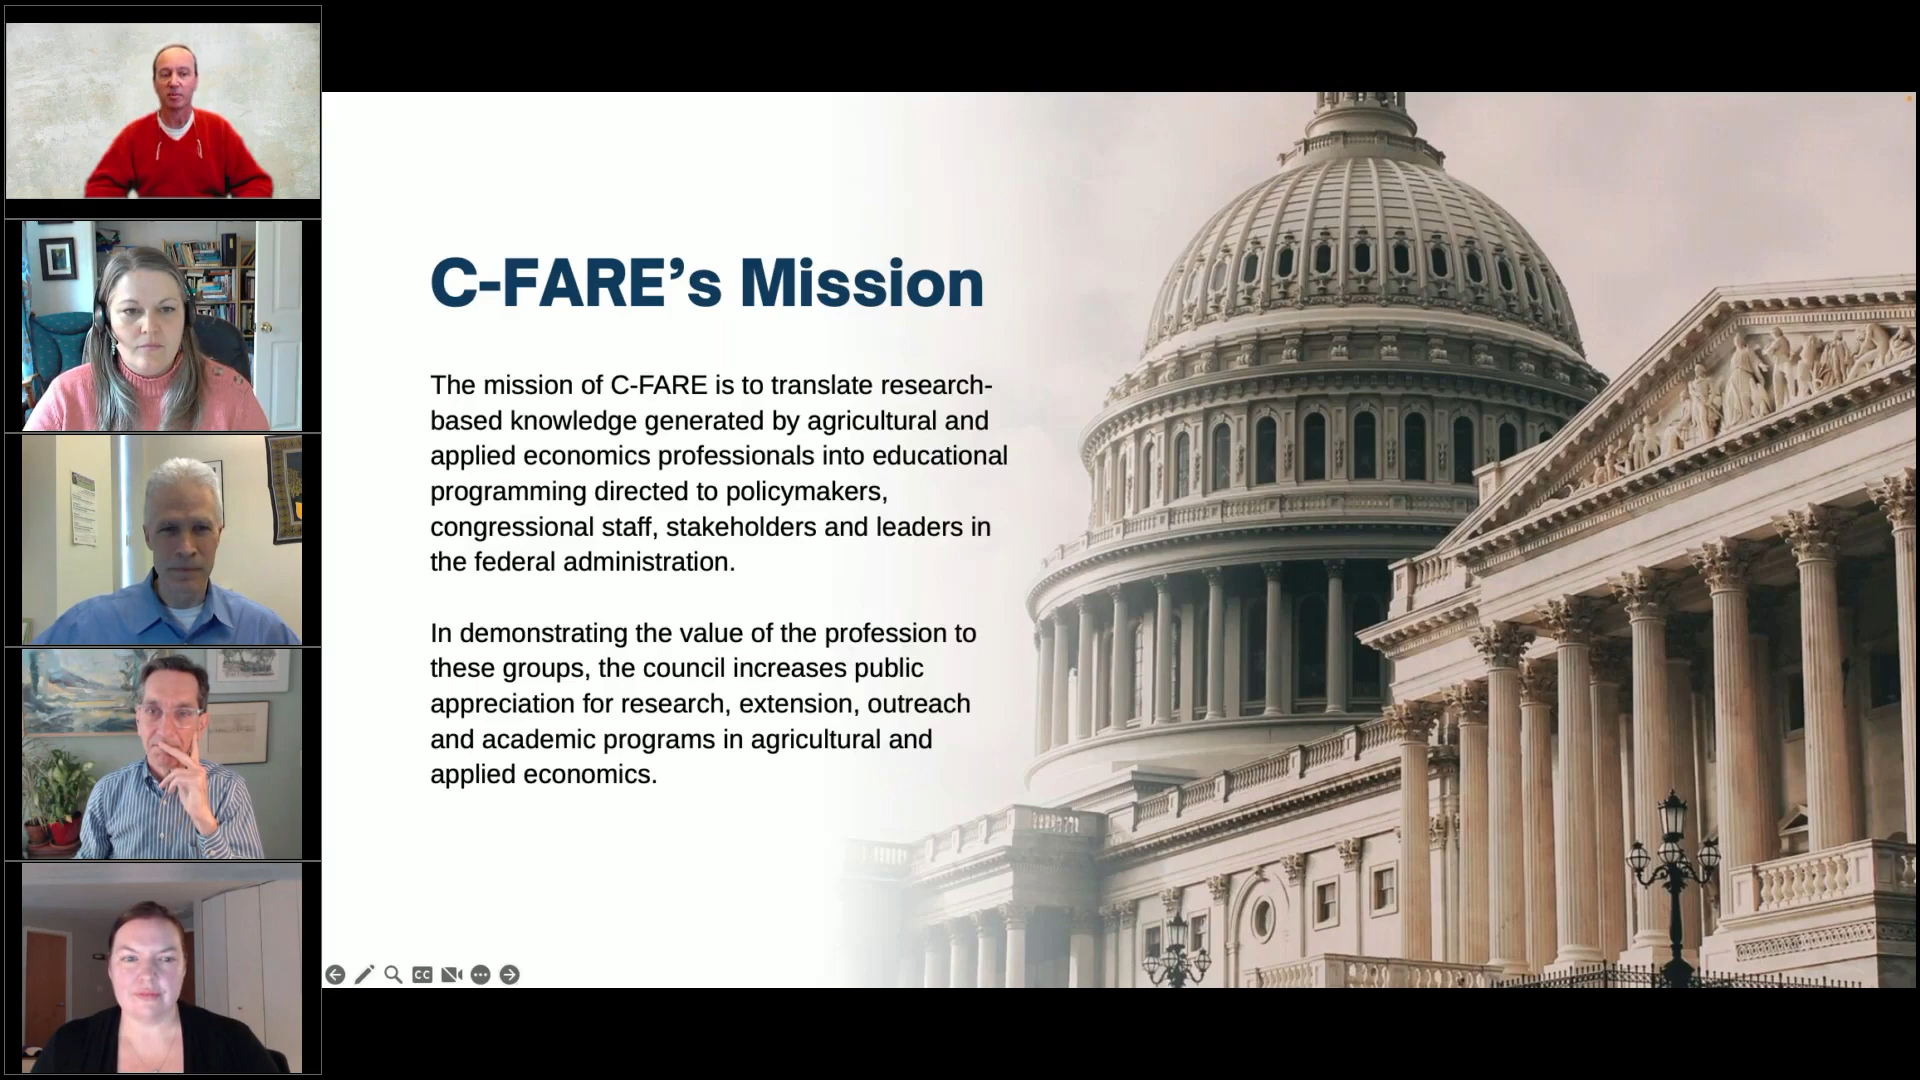 C-FARE’s Mission
The mission of C-FARE is to translate research-
based knowledge generated by agricultural and
applied economics professionals into educational
programming directed to policymakers,
congressional staff, stakeholders and leaders in
the federal administration.
In demonstrating the value of the profession to
these groups, the council increases public
appreciation for research, extension, outreach
and academic programs in agricultural and
applied economics.
CC